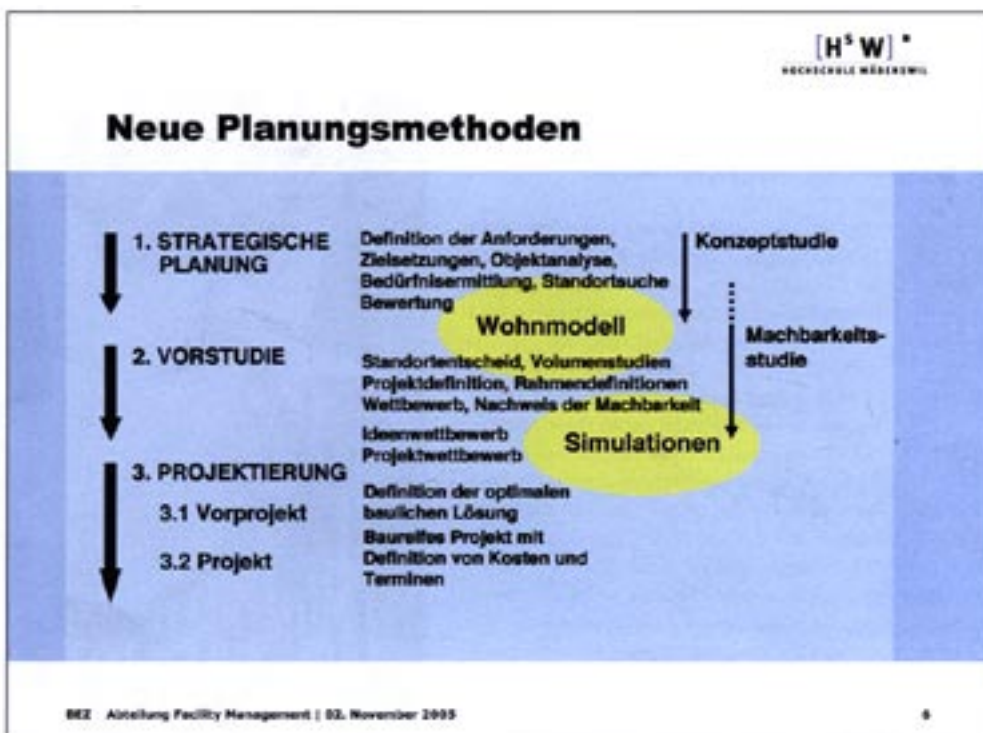 [HS W]
HOCHSCHULE WÄDENSWIL
Neue Planungsmethoden
1. STRATEGISCHE
PLANUNG
Definition der Anforderungen,
Zielsetzungen, Objektanalyse,
Bedürfnisermittlung, Standortsuche
Bewertung
Konzeptstudie
Wohnmodell
Machbarkeits-
studie
2. VORSTUDIE
Standortentscheid, Volumenstudien
Projektdefinition, Rahmendefinitionen
Wettbewerb, Nachweis der Machbarkeit
Ideenwettbewerb
Projektwettbewerb
Simulationen
3. PROJEKTIERUNG
3.1 Vorprojekt
Definition der optimalen
baulichen Lösung
3.2 Projekt
Baureifes Projekt mit
Definition von Kosten und
Terminen
BEZ Abteilung Facility Management | 02. November 2005
6